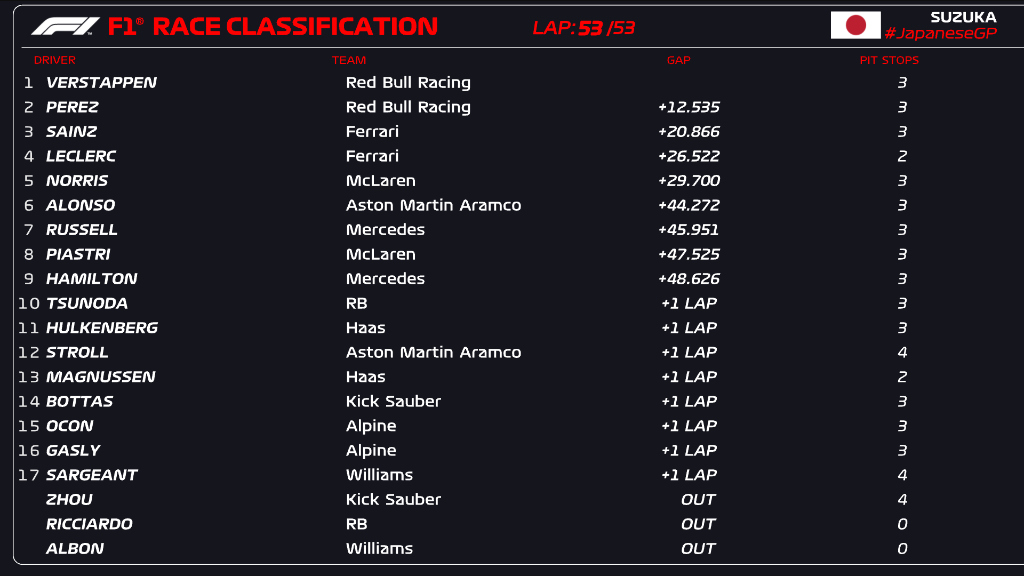 F1® RACE CLASSIFICATION LAP: 53 /53 SUZUKA
#JapaneseGP
DRIVER TEAM GAP PIT STOPS
1 VERSTAPPEN Red Bull Racing 3
2 PEREZ Red Bull Racing +12.535 3
3 SAINZ Ferrari +20.866 3
4 LECLERC Ferrari +26.522 2
5 NORRIS McLaren +29.700 3
6 ALONSO Aston Martin Aramco +44.272 3
7 RUSSELL Mercedes +45.951 3
8 PIASTRI McLaren +47.525 3
9 HAMILTON Mercedes +48.626 3
10 TSUNODA RB +1 LAP 3
11 HULKENBERG Haas +1 LAP 3
12 STROLL Aston Martin Aramco +1 LAP 4
13 MAGNUSSEN Haas +1 LAP 2
14 BOTTAS Kick Sauber +1 LAP 3
15 OCON Alpine +1 LAP 3
16 GASLY Alpine +1 LAP 3
17 SARGEANT Williams +1 LAP 4
ZHOU Kick Sauber OUT 4
RICCIARDO RB OUT 0
ALBON Williams OUT 0